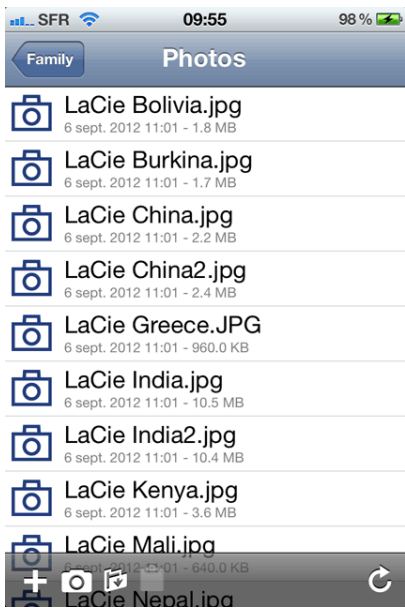 SFR 09:55 98 %
Family Photos
LaCie Bolivia.jpg
6 sept. 2012 11:01 - 1.8 MB
LaCie Burkina.jpg
6 sept. 2012 11:01 - 1.7 MB
LaCie China.jpg
6 sept. 2012 11:01 - 2.2 MB
LaCie China2.jpg
6 sept. 2012 11:01 - 2.4 MB
LaCie Greece.JPG
6 sept. 2012 11:01 - 960.0 KB
LaCie India.jpg
6 sept. 2012 11:01 - 10.5 MB
LaCie India2.jpg
6 sept. 2012 11:01 - 10.4 MB
LaCie Kenya.jpg
6 sept. 2012 11:01 - 3.6 MB
LaCie Mali.jpg
6 sept. 2012 11:01 - 640.0 KB
LaCie Nepal.jpg